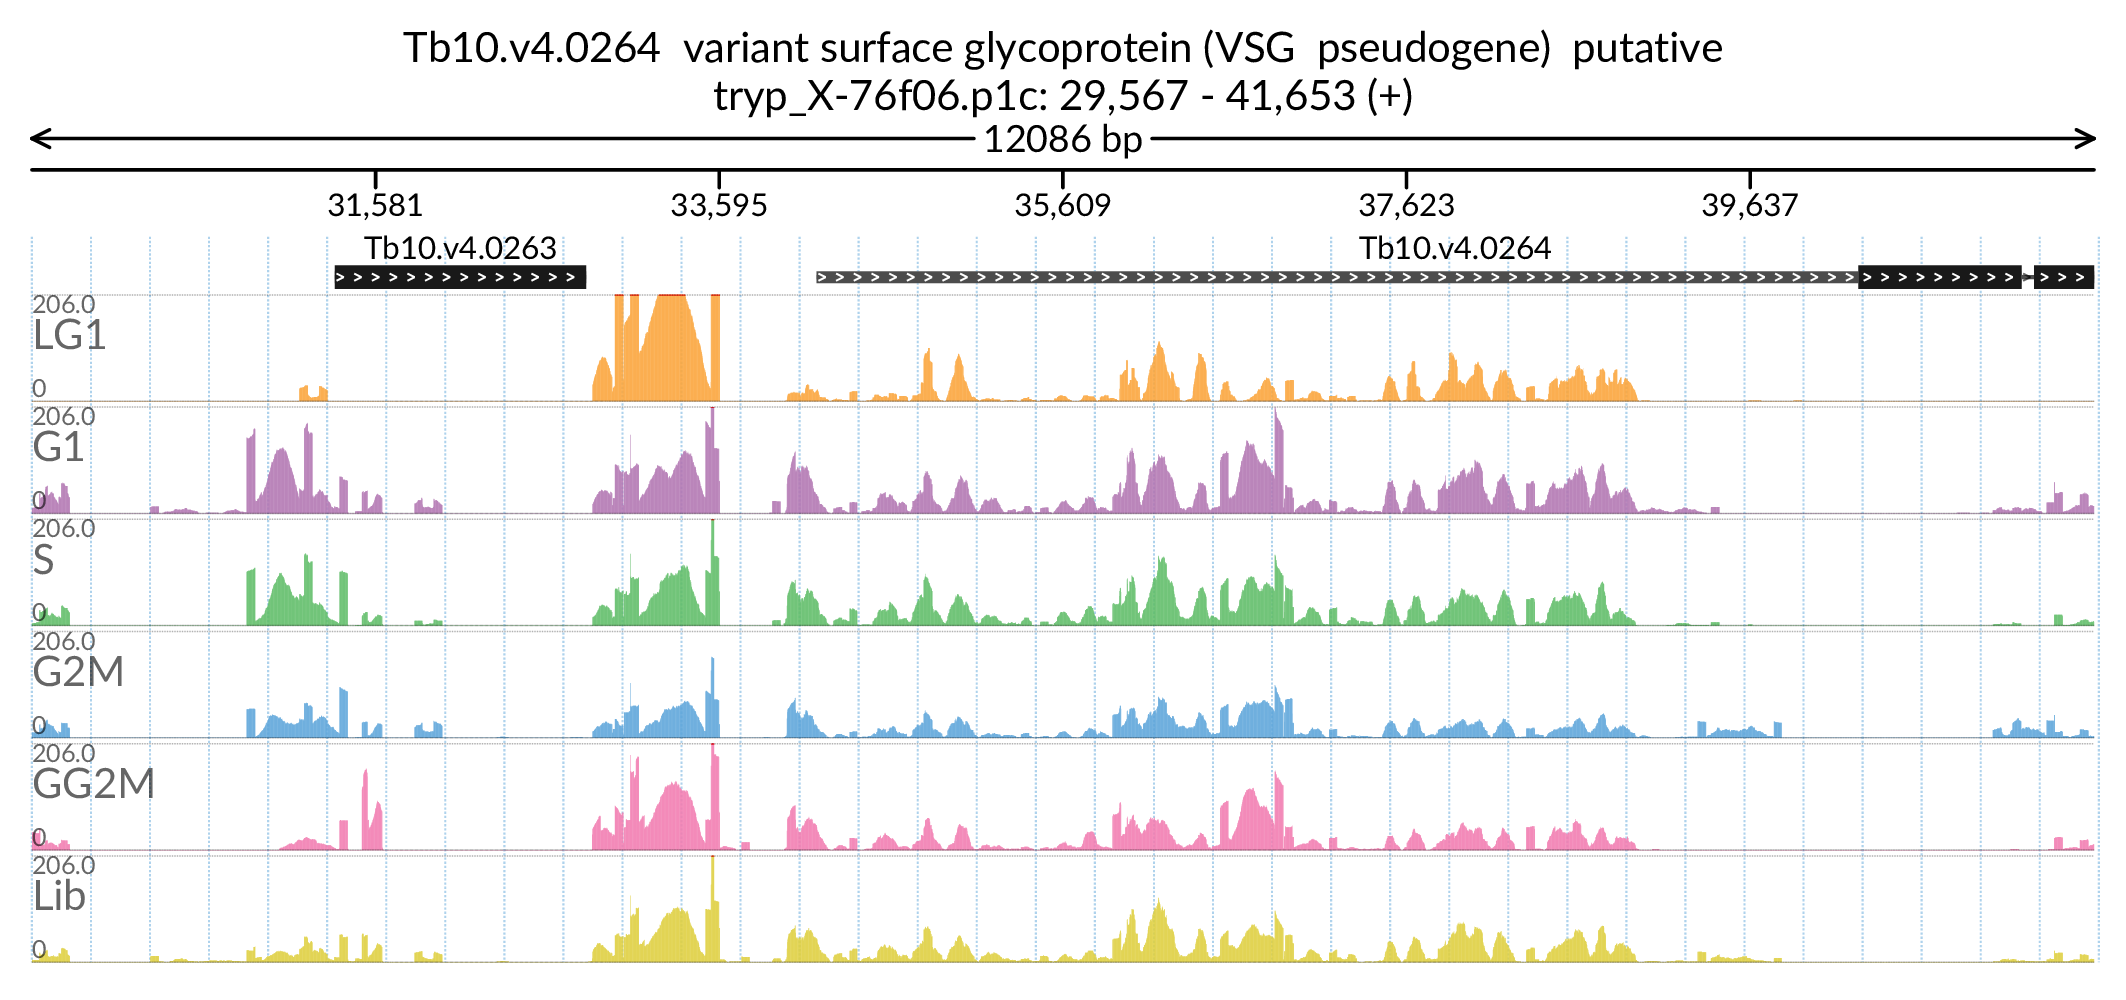 Tb10.v4.0264  variant surface glycoprotein (VSG  pseudogene)  putative
tryp_X-76f06.p1c: 29,567 - 41,653 (+)
12086 bp
31,581 33,595 35,609 37,623 39,637
Tb10.v4.0263 Tb10.v4.0264
206.0
LG1
0
206.0
G1
0
206.0
S
0
206.0
G2M
0
206.0
GG2M
0
206.0
Lib
0